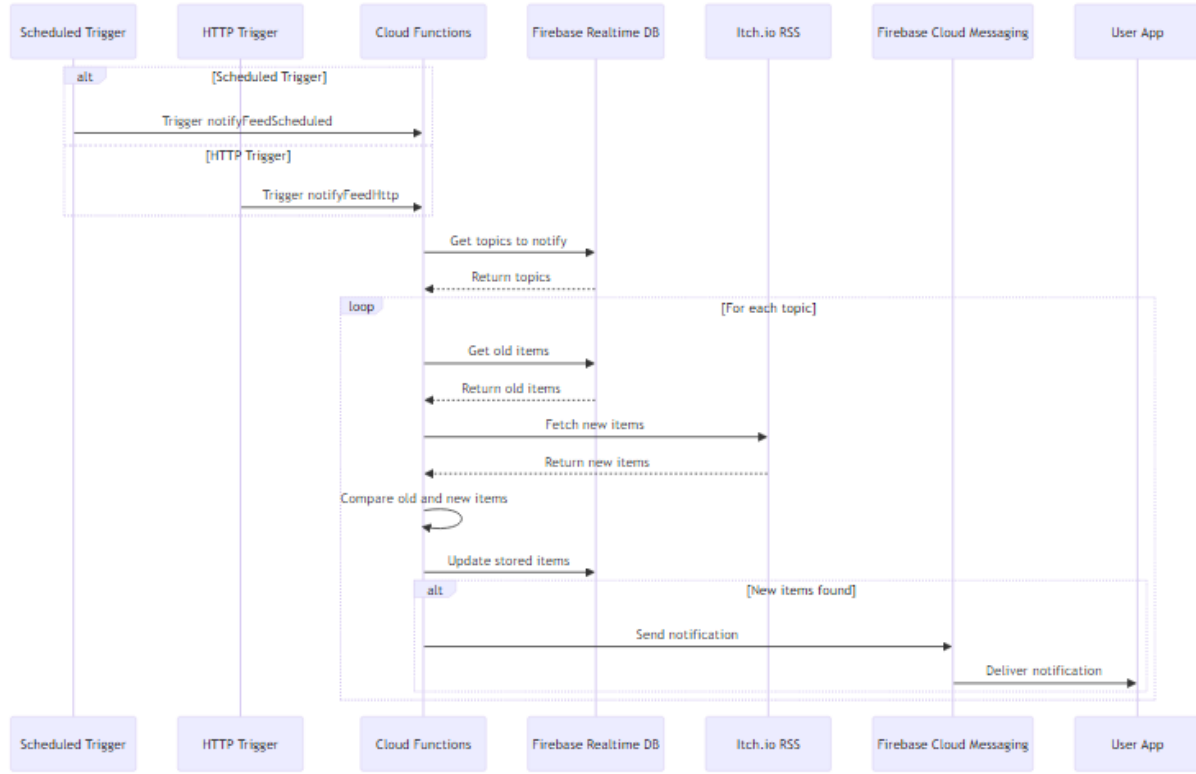 Scheduled Trigger
HTTP Trigger
Cloud Functions
Firebase Realtime DB
Itch.io RSS
Firebase Cloud Messaging
User App
alt
[Scheduled Trigger]
Trigger notifyFeedScheduled
[HTTP Trigger]
Trigger notifyFeedHttp
Get topics to notify
Return topics
loop
[For each topic]
Get old items
Return old items
Fetch new items
Return new items
Compare old and new items
Update stored items
alt
[New items found]
Send notification
Deliver notification
Scheduled Trigger
HTTP Trigger
Cloud Functions
Firebase Realtime DB
Itch.io RSS
Firebase Cloud Messaging
User App